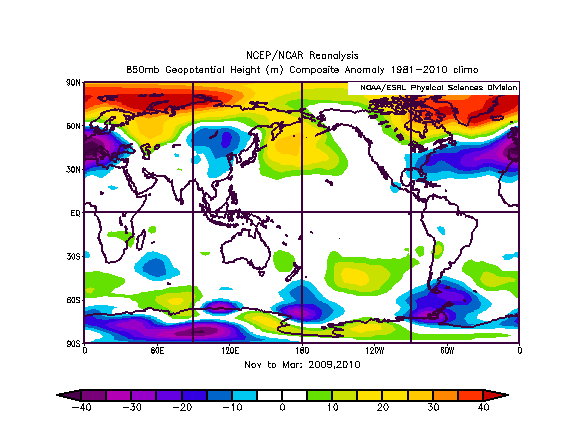 NCEP/NCAR Reanalysis
850mb Geopotential Height (m) Composite Anomaly 1981-2010 climo
NOAA/ESRL Physical Sciences Division
90N
60N
30N
EQ
30S
60S
90S
0 60E 120E 180 120W 60W 0
Nov to Mar: 2009,2010
-40 -30 -20 -10 0 10 20 30 40